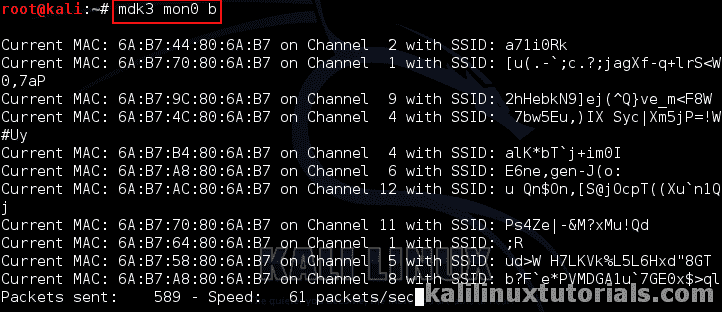 root@kali:~# mdk3 mon0 b
Current MAC: 6A:B7:44:80:6A:B7 on Channel  2 with SSID: a71i0Rk
Current MAC: 6A:B7:70:80:6A:B7 on Channel  1 with SSID: [u(.-`;c.?;jagXf-q+lrS<W
0,7aP
Current MAC: 6A:B7:9C:80:6A:B7 on Channel  9 with SSID: 2hHebkN9]ej(^Q}ve_m<F8W
Current MAC: 6A:B7:74:80:6A:B7 on Channel  4 with SSID:  7bw5Eu,)IX Syc|Xm5jP=!W
#Uy
Current MAC: 6A:B7:B4:80:6A:B7 on Channel  4 with SSID: alK*bT`j+im0I
Current MAC: 6A:B7:A8:80:6A:B7 on Channel  6 with SSID: E6ne,gen-J(o:
Current MAC: 6A:B7:AC:80:6A:B7 on Channel 12 with SSID: u Qn$On,[S@jOcpT((Xu`n1Q
j
Current MAC: 6A:B7:70:80:6A:B7 on Channel 11 with SSID: Ps4Ze|-&M?xMu!Qd
Current MAC: 6A:B7:64:80:6A:B7 on Channel  1 with SSID: ;R
Current MAC: 6A:B7:58:80:6A:B7 on Channel  5 with SSID: ud>W H7LKVk%L5L6Hxd"8GT
Current MAC: 6A:B7:A8:80:6A:B7 on Channel  6 with SSID: b?F`e*PVMDGA1u`7GE0x$>ql
Packets sent:    589 - Speed:   61 packets/sec
KALI LINUX
kalilinuxtutorials.com